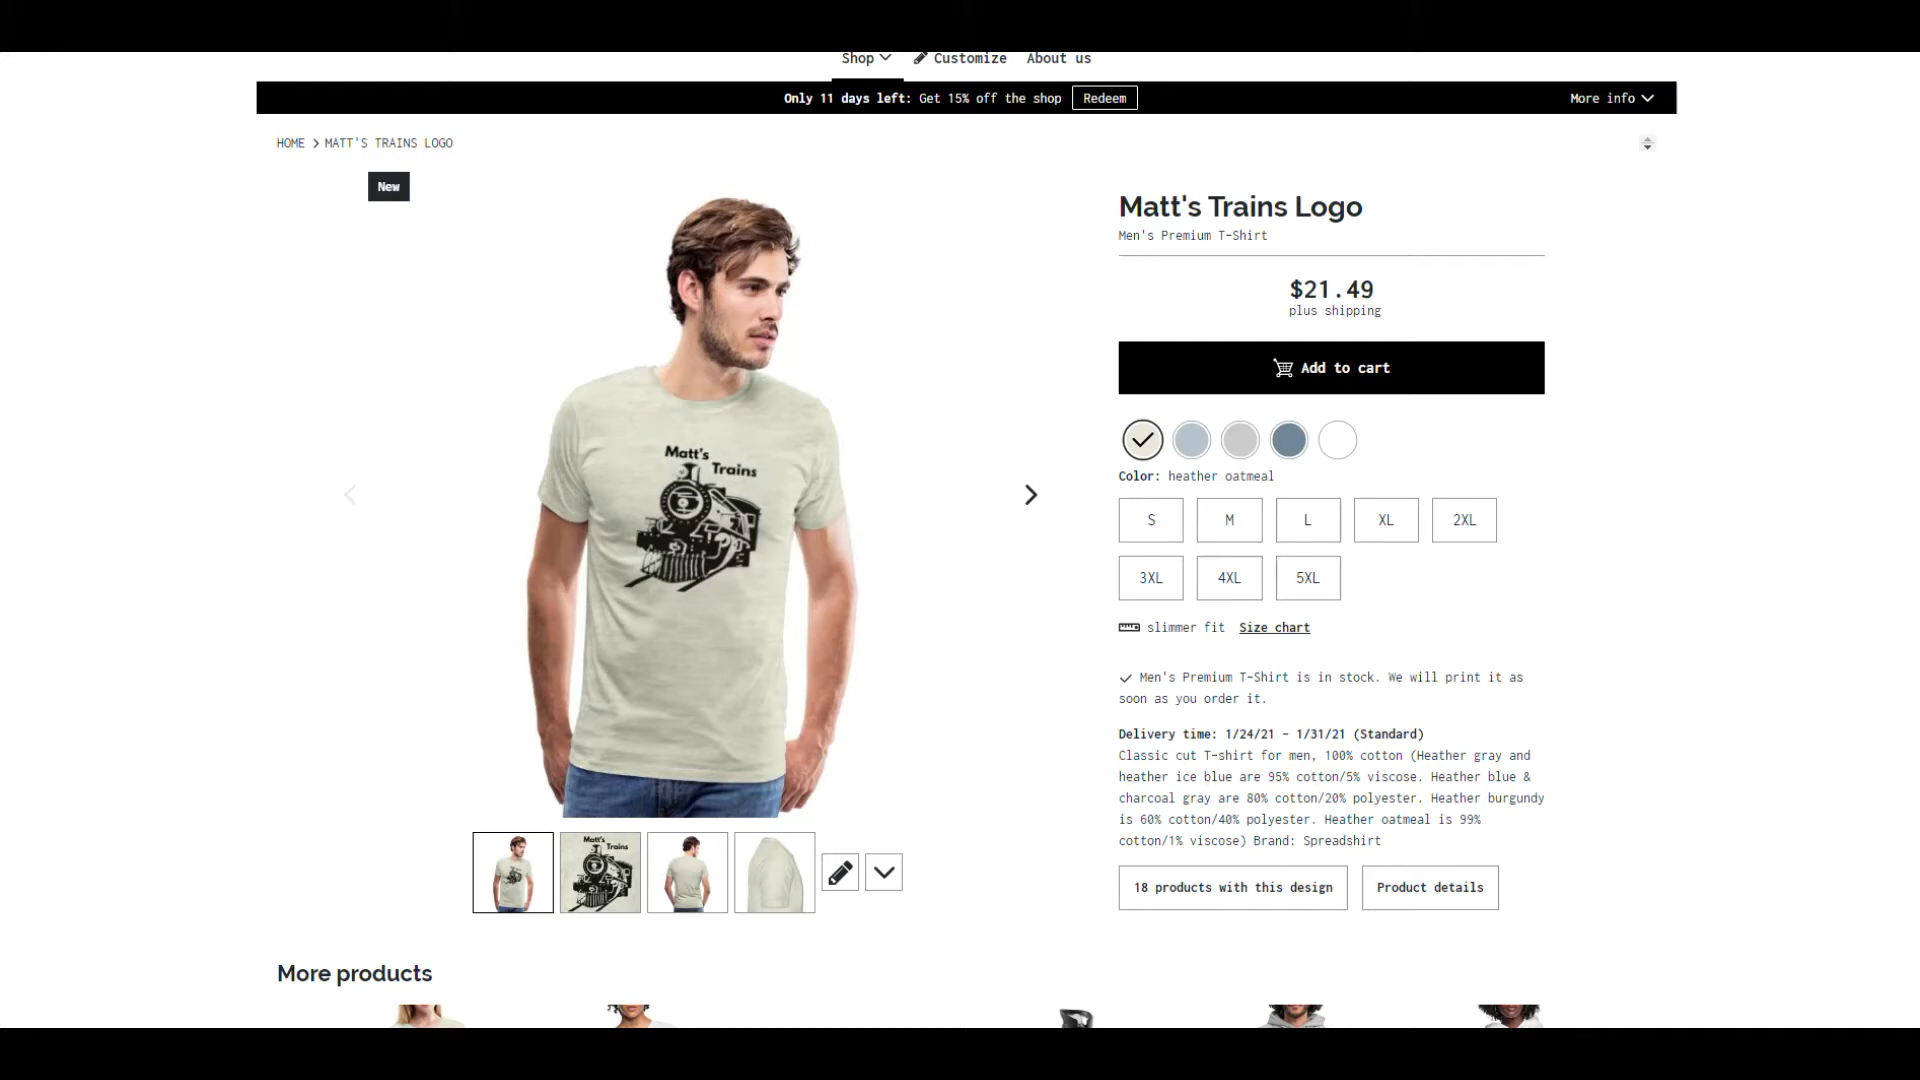 Shop Customize About us
Only 11 days left: Get 15% off the shop Redeem More info
HOME MATT'S TRAINS LOGO
New
Matt's Trains Logo
Men's Premium T-Shirt
$21.49
plus shipping
Add to cart
Matt's
Trains
Color: heather oatmeal
S M L XL 2XL
3XL 4XL 5XL
slimmer fit Size chart
Men's Premium T-Shirt is in stock. We will print it as
soon as you order it.
Delivery time: 1/24/21 - 1/31/21 (Standard)
Classic cut T-shirt for men, 100% cotton (Heather gray and
heather ice blue are 95% cotton/5% viscose. Heather blue &
charcoal gray are 80% cotton/20% polyester. Heather burgundy
is 60% cotton/40% polyester. Heather oatmeal is 99%
cotton/1% viscose) Brand: Spreadshirt
Matt's
Trains
18 products with this design Product details
More products